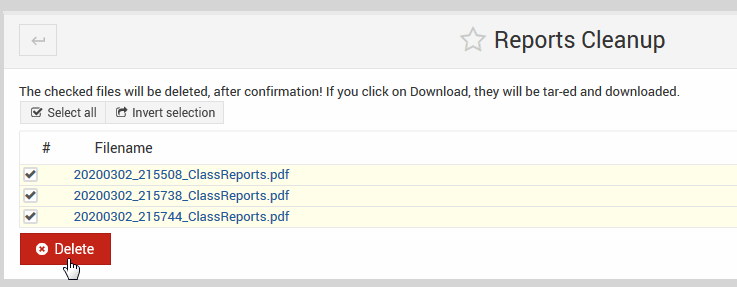 Reports Cleanup
The checked files will be deleted, after confirmation! If you click on Download, they will be tar-ed and downloaded.
Select all Invert selection
# Filename
20200302_215508_ClassReports.pdf
20200302_215738_ClassReports.pdf
20200302_215744_ClassReports.pdf
Delete